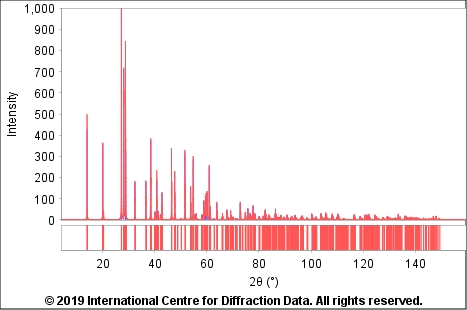 1,000
900
800
700
600
500
400
300
200
100
0
Intensity
20 40 60 80 100 120 140
2θ (°)
© 2019 International Centre for Diffraction Data. All rights reserved.